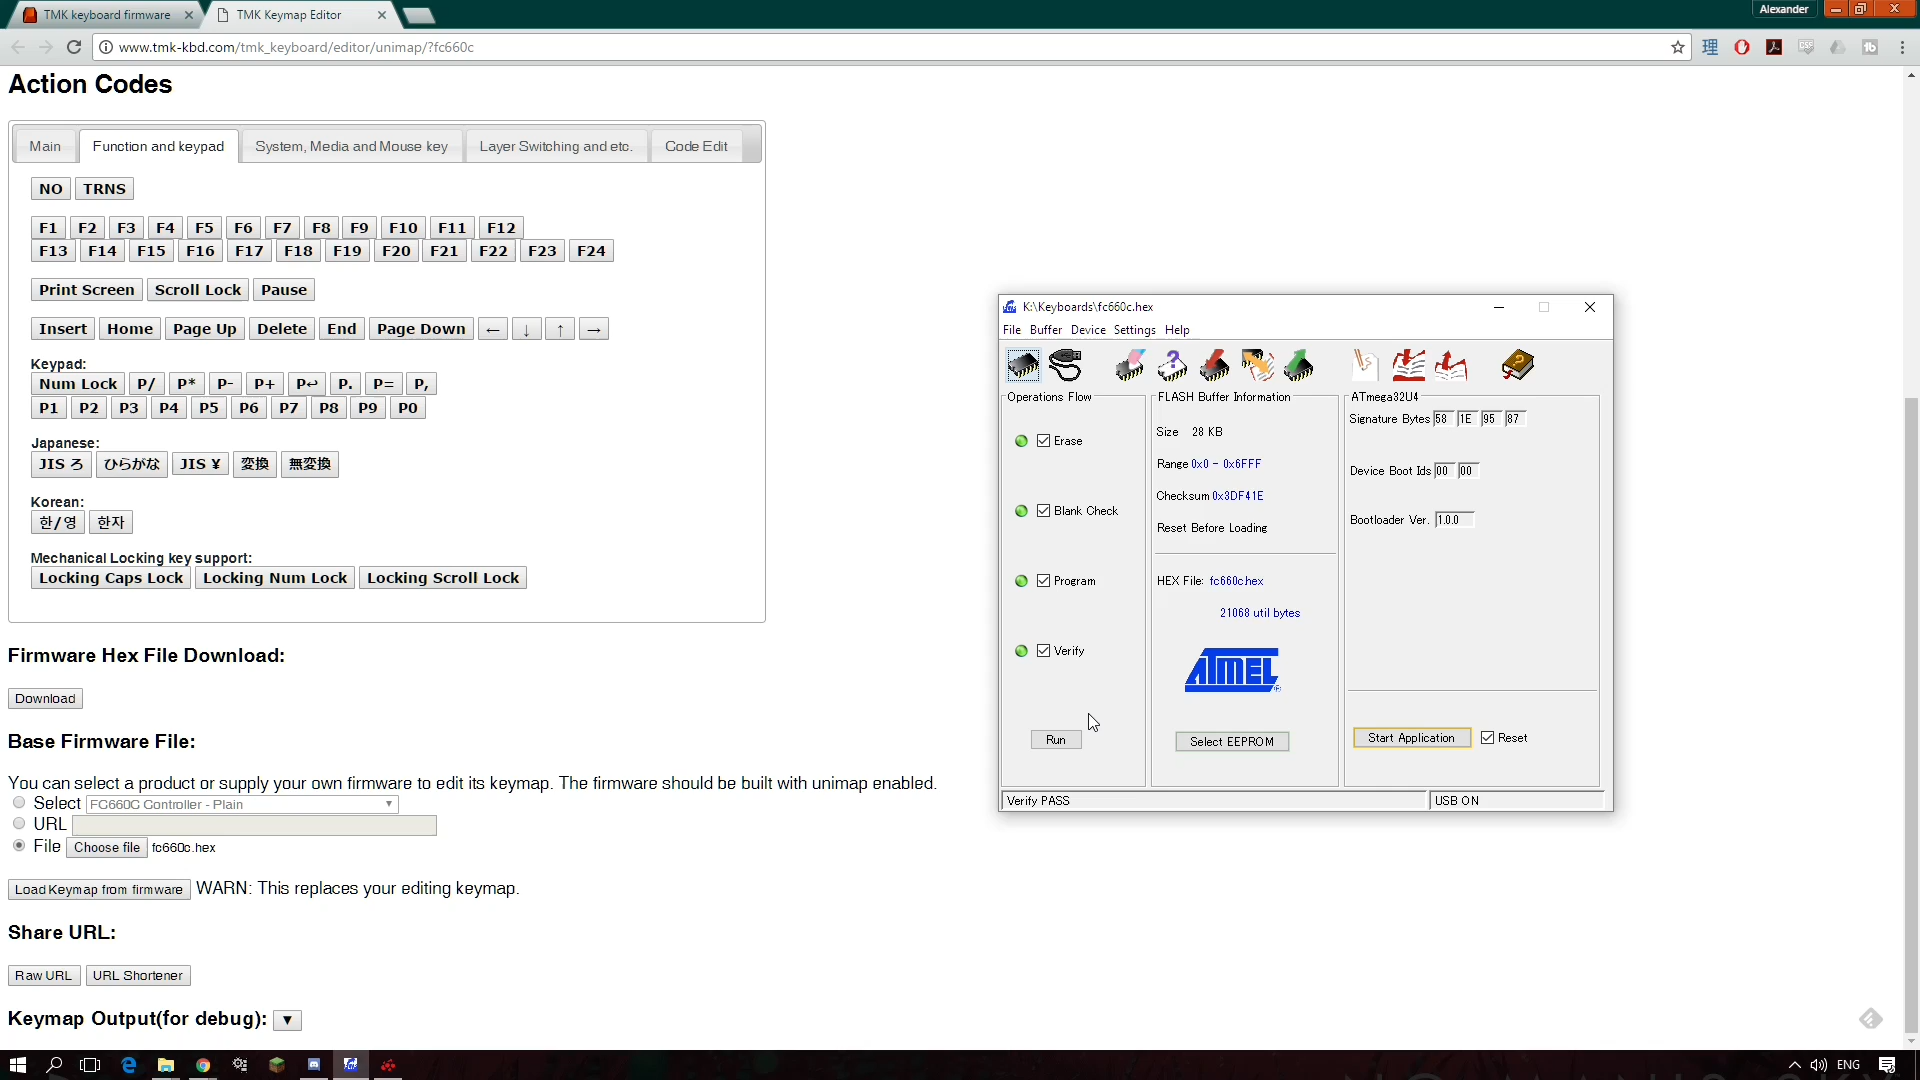 TMK keyboard firmware
TMK Keymap Editor
Alexander
www.tmk-kbd.com/tmk_keyboard/editor/unimap/?fc660c
Action Codes
Main
Function and keypad
System, Media and Mouse key
Layer Switching and etc.
Code Edit
NO TRNS
F1 F2 F3 F4 F5 F6 F7 F8 F9 F10 F11 F12
F13 F14 F15 F16 F17 F18 F19 F20 F21 F22 F23 F24
Print Screen Scroll Lock Pause
Insert Home Page Up Delete End Page Down ← ↓ ↑ →
Keypad:
Num Lock P/ P* P- P+ P↩ P. P= P,
P1 P2 P3 P4 P5 P6 P7 P8 P9 P0
Japanese:
JIS ろ ひらがな JIS ¥ 変換 無変換
Korean:
한/영 한자
Mechanical Locking key support:
Locking Caps Lock Locking Num Lock Locking Scroll Lock
Firmware Hex File Download:
Download
Base Firmware File:
You can select a product or supply your own firmware to edit its keymap. The firmware should be built with unimap enabled.
Select FC660C Controller - Plain
URL
File Choose file fc660c.hex
Load Keymap from firmware WARN: This replaces your editing keymap.
Share URL:
Raw URL URL Shortener
Keymap Output(for debug): ▼
K:\Keyboards\fc660c.hex
File Buffer Device Settings Help
Operations Flow
Erase
Blank Check
Program
Verify
Run
FLASH Buffer Information
Size 28 KB
Range 0x0 - 0x6FFF
Checksum 0x3DF41E
Reset Before Loading
HEX File: fc660c.hex
21068 util bytes
ATMEL
Select EEPROM
ATmega32U4
Signature Bytes 58 1E 95 87
Device Boot Ids 00 00
Bootloader Ver. 1.0.0
Start Application Reset
Verify PASS
USB ON
ENG